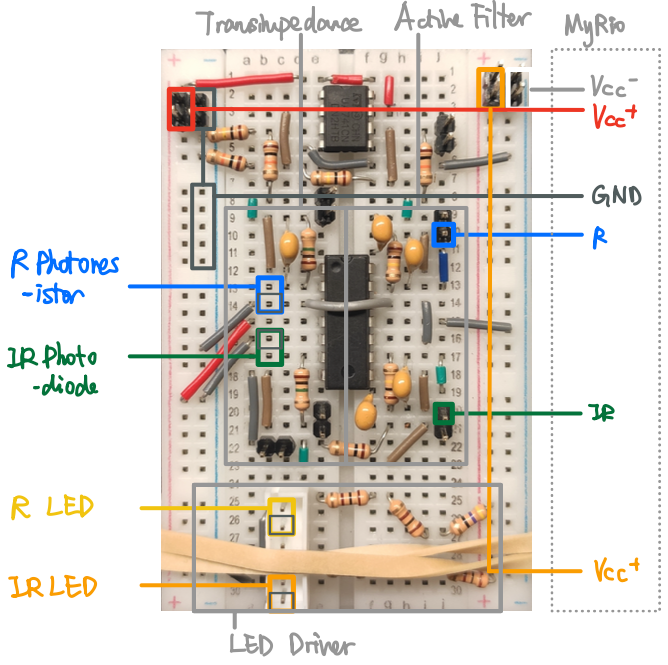 Transimpedance
Active Filter
MyRio
Vcc-
Vcc+
GND
R
R Photores
-istor
IR Photo
-diode
IR
R LED
IR LED
Vcc+
LED Driver